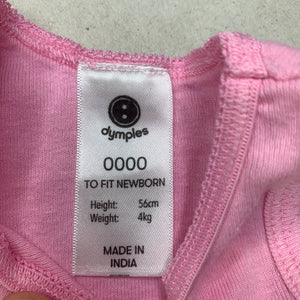 dymples
0000
TO FIT NEWBORN
Height: 56cm
Weight: 4kg
MADE IN
INDIA